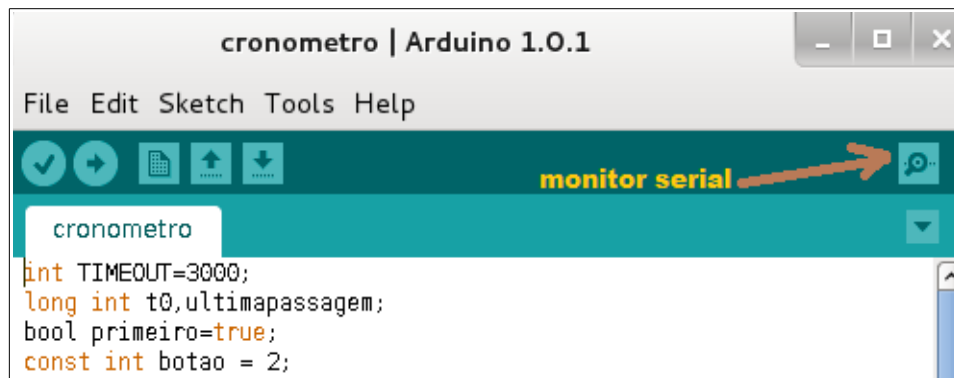 cronometro | Arduino 1.0.1
File Edit Sketch Tools Help
monitor serial
cronometro
int TIMEOUT=3000;
long int t0,ultimapassagem;
bool primeiro=true;
const int botao = 2;